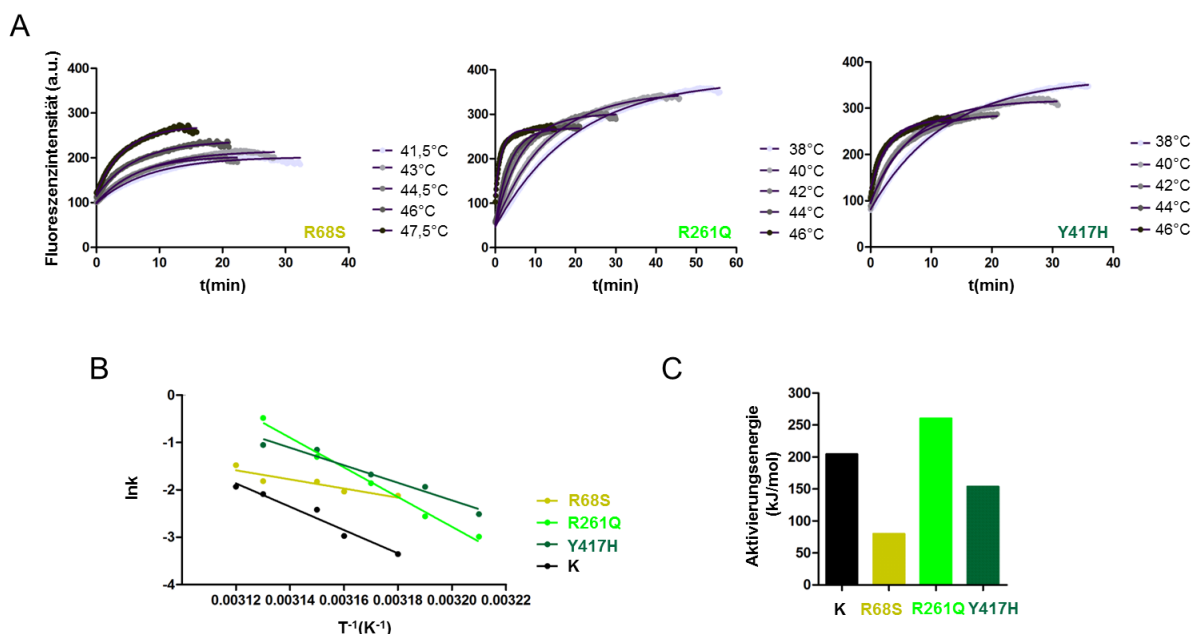 A
Fluoreszenzintensität (a.u.)
400
300
200
100
0
0 10 20 30 40
t(min)
R68S
41,5°C
43°C
44,5°C
46°C
47,5°C
400
300
200
100
0
0 10 20 30 40 50 60
t(min)
R261Q
38°C
40°C
42°C
44°C
46°C
400
300
200
100
0
0 10 20 30 40
t(min)
Y417H
38°C
40°C
42°C
44°C
46°C
B
lnk
0
-1
-2
-3
-4
0.00312 0.00314 0.00316 0.00318 0.00320 0.00322
T-1(K-1)
R68S
R261Q
Y417H
K
C
Aktivierungsenergie
(kJ/mol)
300
250
200
150
100
50
0
K R68S R261Q Y417H